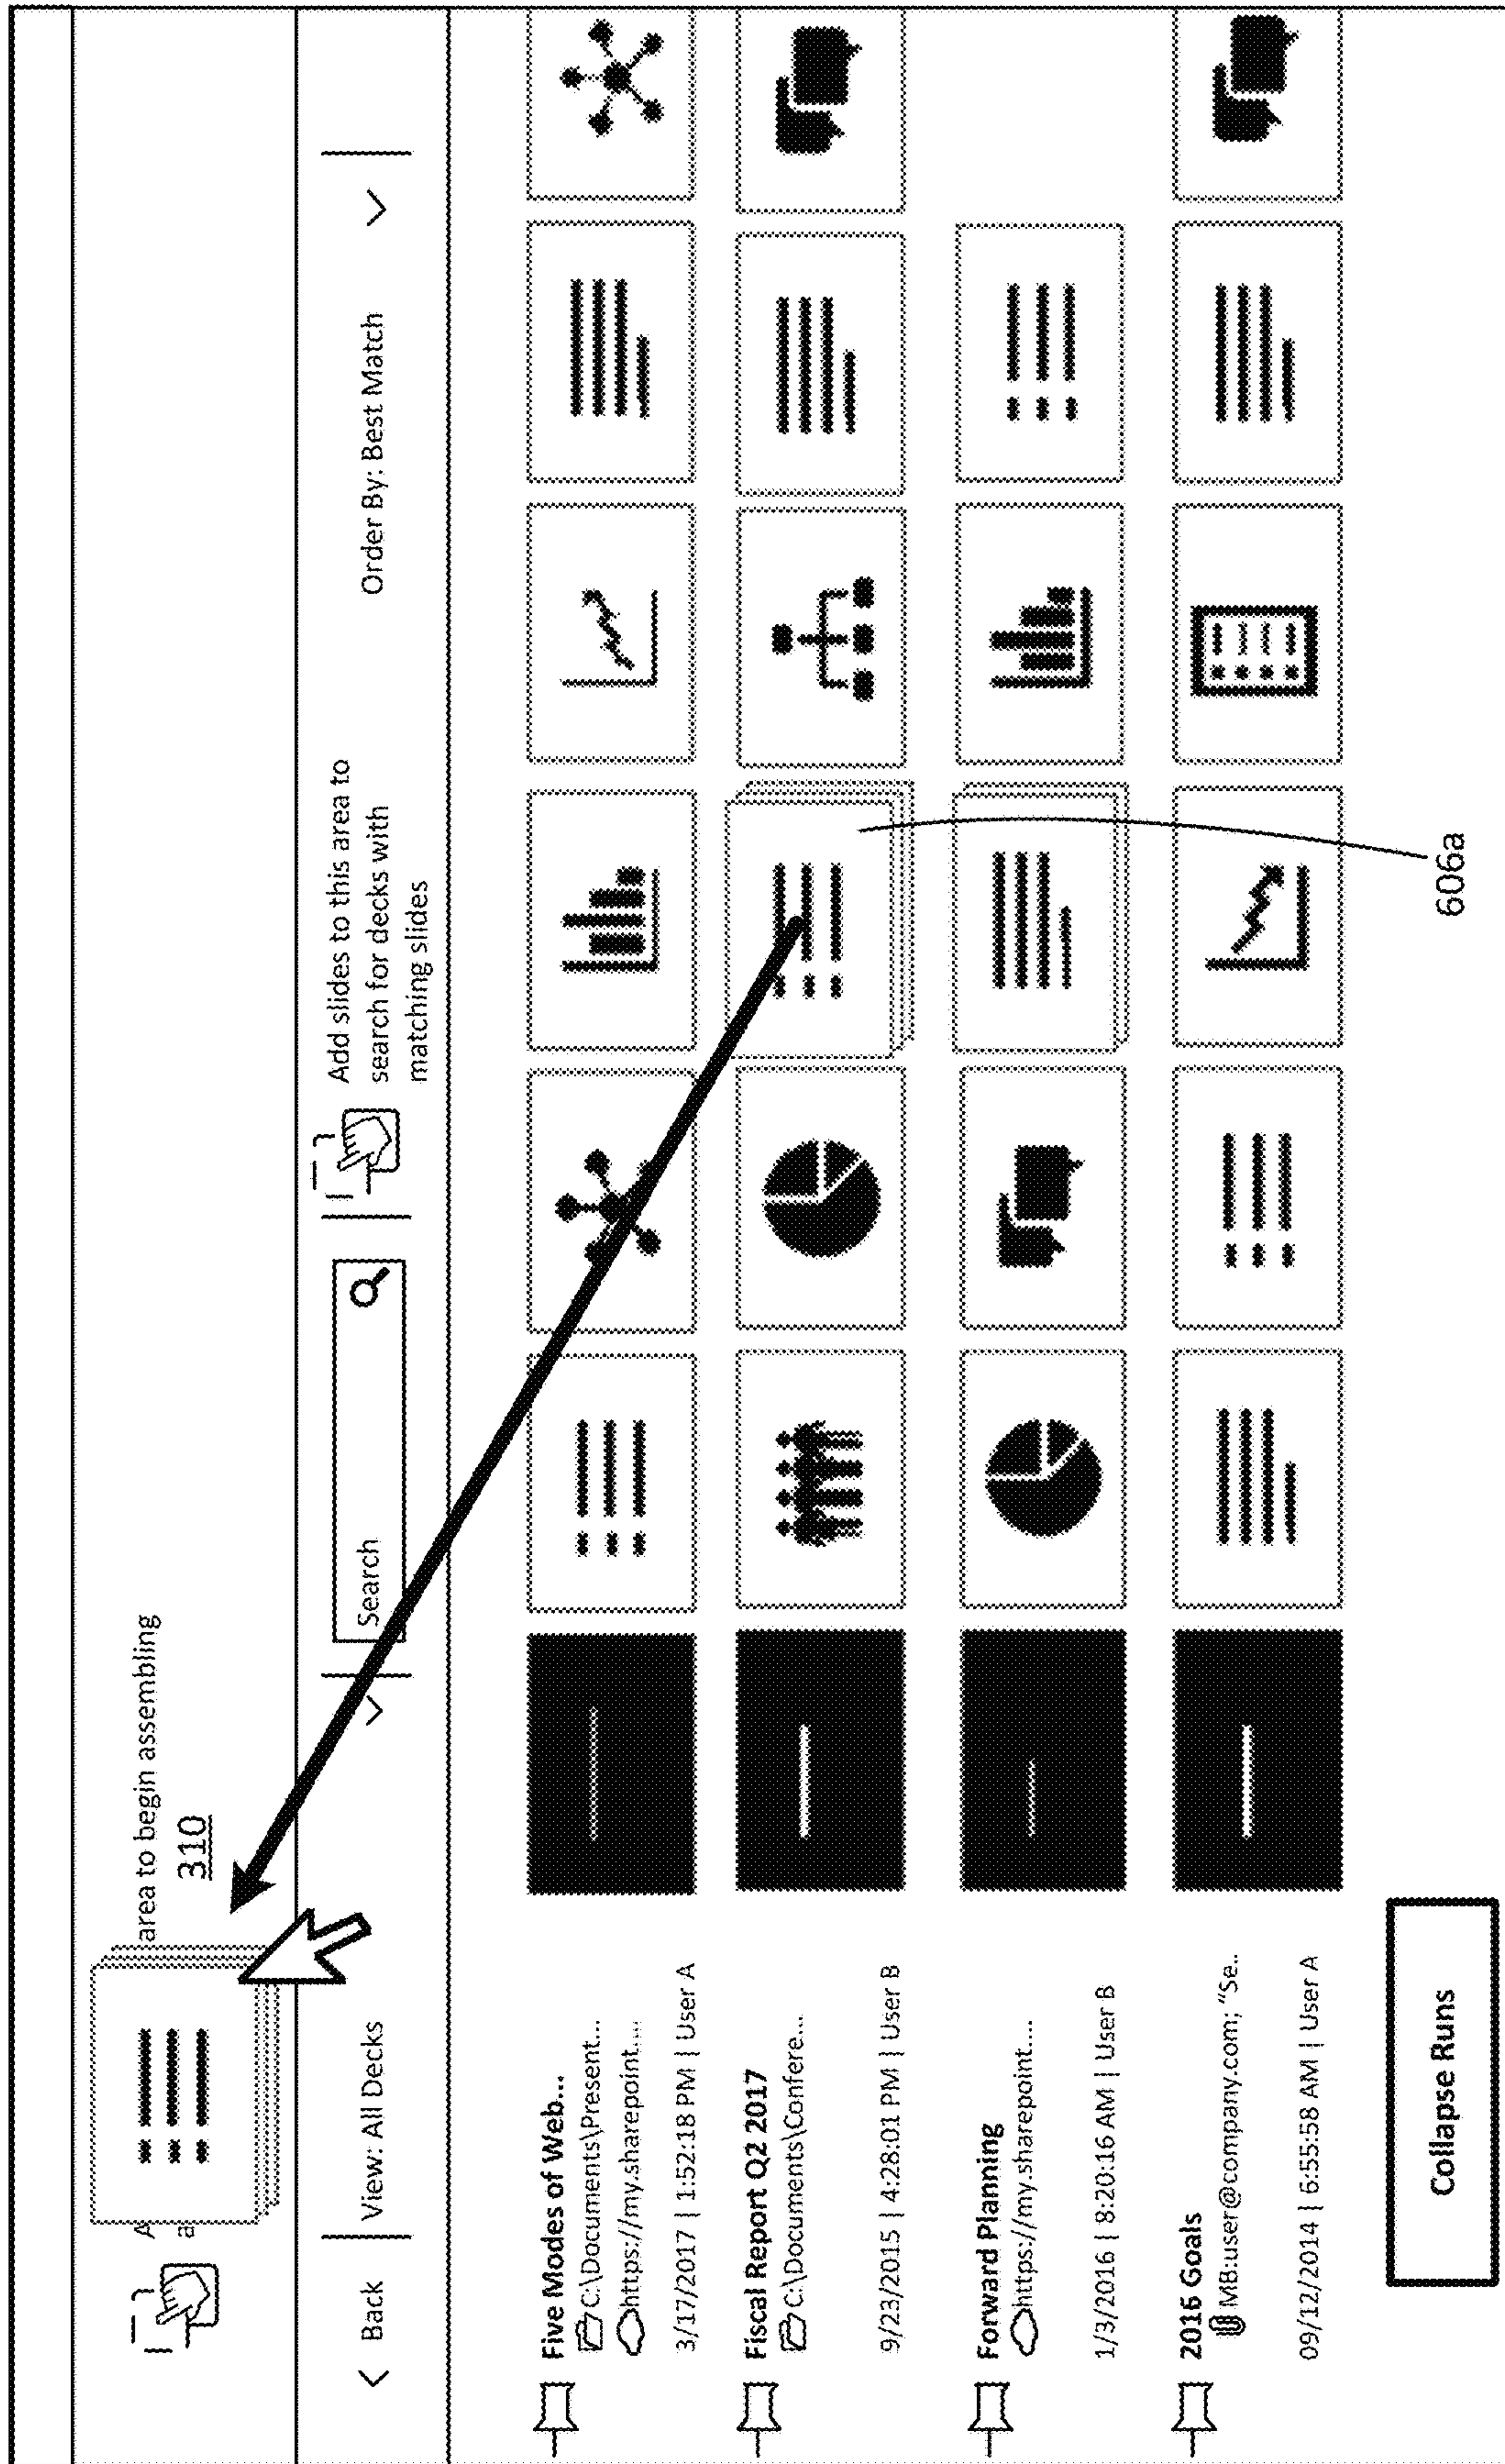 A
a
area to begin assembling
310
Back
View: All Decks
Search
Add slides to this area to
search for decks with
matching slides
Order By: Best Match
Five Modes of Web...
C:\Documents\Present...
https://my.sharepoint....
3/17/2017 | 1:52:18 PM | User A
Fiscal Report Q2 2017
C:\Documents\Confere...
9/23/2015 | 4:28:01 PM | User B
Forward Planning
https://my.sharepoint....
1/3/2016 | 8:20:16 AM | User B
2016 Goals
MB:user@company.com; "Se..
09/12/2014 | 6:55:58 AM | User A
606a
Collapse Runs